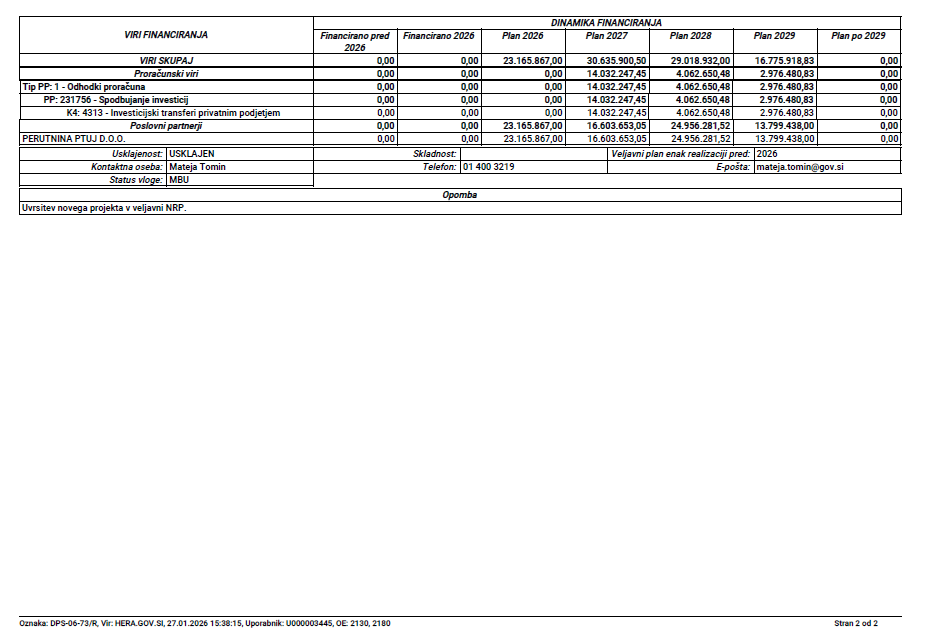 VIRI FINANCIRANJA DINAMIKA FINANCIRANJA
Financirano pred 2026 Financirano 2026 Plan 2026 Plan 2027 Plan 2028 Plan 2029 Plan po 2029
VIRI SKUPAJ 0,00 0,00 23.165.867,00 30.635.900,50 29.018.932,00 16.775.918,83 0,00
Proračunski viri 0,00 0,00 0,00 14.032.247,45 4.062.650,48 2.976.480,83 0,00
Tip PP: 1 - Odhodki proračuna 0,00 0,00 0,00 14.032.247,45 4.062.650,48 2.976.480,83 0,00
PP: 231756 - Spodbujanje investicij 0,00 0,00 0,00 14.032.247,45 4.062.650,48 2.976.480,83 0,00
K4: 4313 - Investicijski transferi privatnim podjetjem 0,00 0,00 0,00 14.032.247,45 4.062.650,48 2.976.480,83 0,00
Poslovni partnerji 0,00 0,00 23.165.867,00 16.603.653,05 24.956.281,52 13.799.438,00 0,00
PERUTNINA PTUJ D.O.O. 0,00 0,00 23.165.867,00 16.603.653,05 24.956.281,52 13.799.438,00 0,00
Usklajenost: USKLAJEN Skladnost: Veljavni plan enak realizaciji pred: 2026
Kontaktna oseba: Mateja Tomin Telefon: 01 400 3219 E-pošta: mateja.tomin@gov.si
Status vloge: MBU
Opomba
Uvrsitev novega projekta v veljavni NRP.
Oznaka: DPS-06-73/R, Vir: HERA.GOV.SI, 27.01.2026 15:38:15, Uporabnik: U000003445, OE: 2130, 2180 Stran 2 od 2